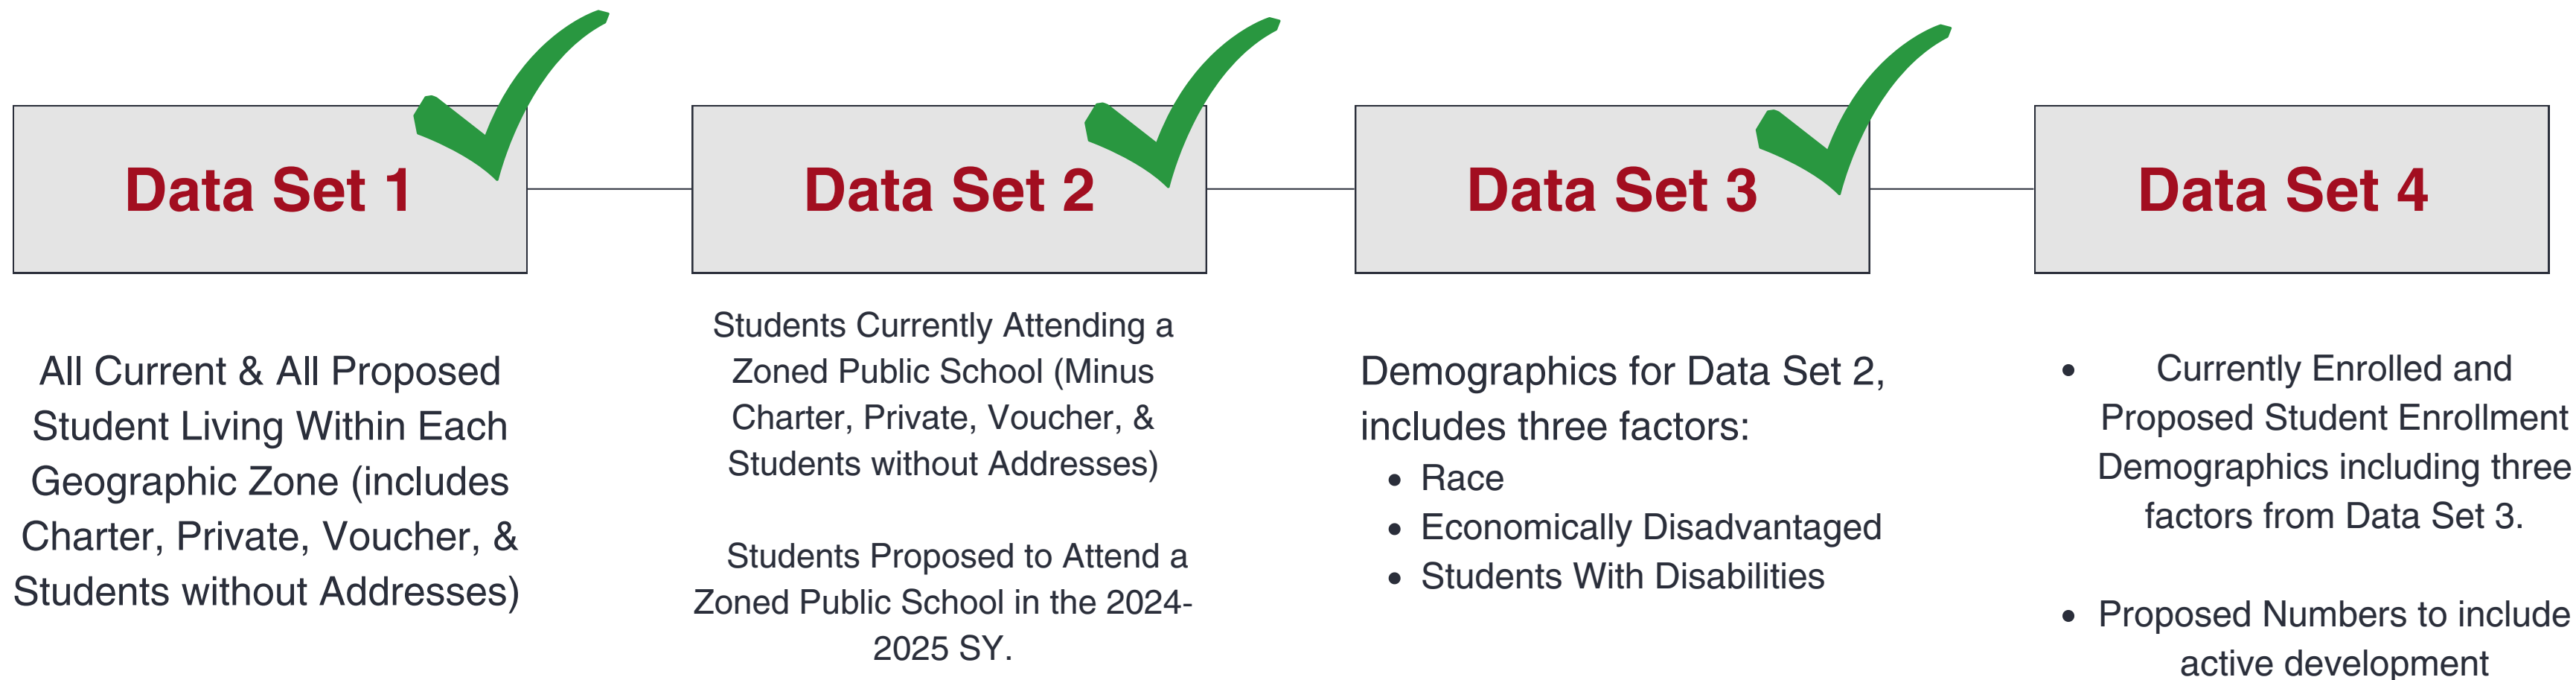 Data Set 1
All Current & All Proposed
Student Living Within Each
Geographic Zone (includes
Charter, Private, Voucher, &
Students without Addresses)
Data Set 2
Students Currently Attending a
Zoned Public School (Minus
Charter, Private, Voucher, &
Students without Addresses)
Students Proposed to Attend a
Zoned Public School in the 2024-
2025 SY.
Data Set 3
Demographics for Data Set 2,
includes three factors:
• Race
• Economically Disadvantaged
• Students With Disabilities
Data Set 4
• Currently Enrolled and
Proposed Student Enrollment
Demographics including three
factors from Data Set 3.
• Proposed Numbers to include
active development